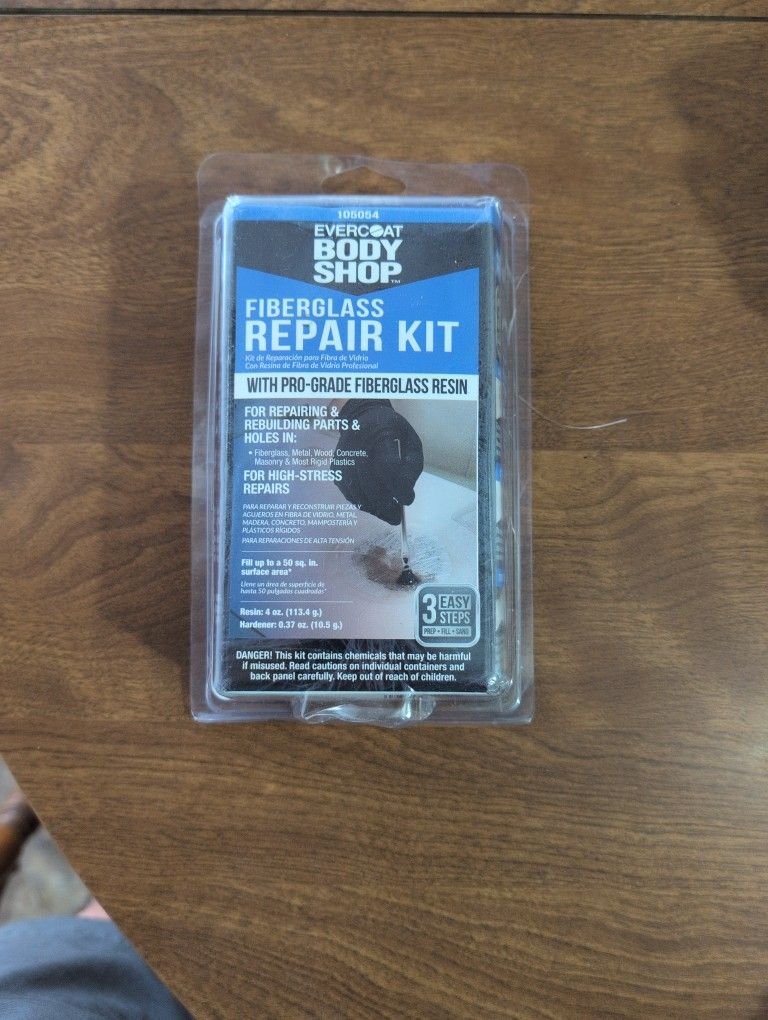 105054
EVERCOAT
BODY
SHOP™
FIBERGLASS
REPAIR KIT
Kit de Reparación para Fibra de Vidrio
Con Resina de Fibra de Vidrio Profesional
WITH PRO-GRADE FIBERGLASS RESIN
FOR REPAIRING &
REBUILDING PARTS &
HOLES IN:
• Fiberglass, Metal, Wood, Concrete,
Masonry & Most Rigid Plastics
FOR HIGH-STRESS
REPAIRS
PARA REPARAR Y RECONSTRUIR PIEZAS Y
AGUJEROS EN FIBRA DE VIDRIO, METAL,
MADERA, CONCRETO, MAMPOSTERÍA Y
PLÁSTICOS RÍGIDOS
PARA REPARACIONES DE ALTA TENSIÓN
Fill up to a 50 sq. in.
surface area*
Llene un área de superficie de
hasta 50 pulgadas cuadradas*
Resin: 4 oz. (113.4 g.)
Hardener: 0.37 oz. (10.5 g.)
3 EASY
STEPS
PREP • FILL • SAND
DANGER! This kit contains chemicals that may be harmful
if misused. Read cautions on individual containers and
back panel carefully. Keep out of reach of children.